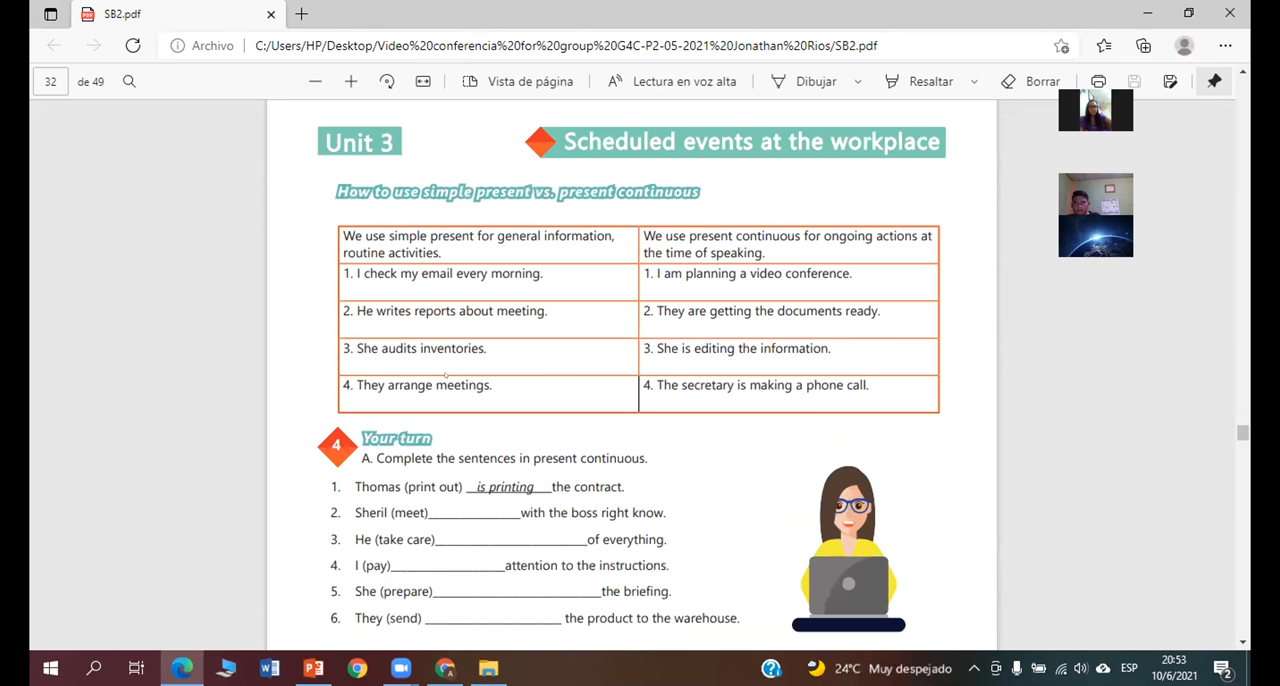 SB2.pdf
Archivo C:/Users/HP/Desktop/Video%20conferencia%20for%20group%20G4C-P2-05-2021%20Jonathan%20Rios/SB2.pdf
32 de 49 Vista de página Lectura en voz alta Dibujar Resaltar Borrar
Unit 3 Scheduled events at the workplace
How to use simple present vs. present continuous
We use simple present for general information,
routine activities.
We use present continuous for ongoing actions at
the time of speaking.
1. I check my email every morning. 1. I am planning a video conference.
2. He writes reports about meeting. 2. They are getting the documents ready.
3. She audits inventories. 3. She is editing the information.
4. They arrange meetings. 4. The secretary is making a phone call.
4 Your turn
A. Complete the sentences in present continuous.
1. Thomas (print out) __is printing___the contract.
2. Sheril (meet)______________with the boss right know.
3. He (take care)_______________________of everything.
4. I (pay)_________________attention to the instructions.
5. She (prepare)_________________________the briefing.
6. They (send) _____________________ the product to the warehouse.
24°C Muy despejado ESP 20:53
10/6/2021 2